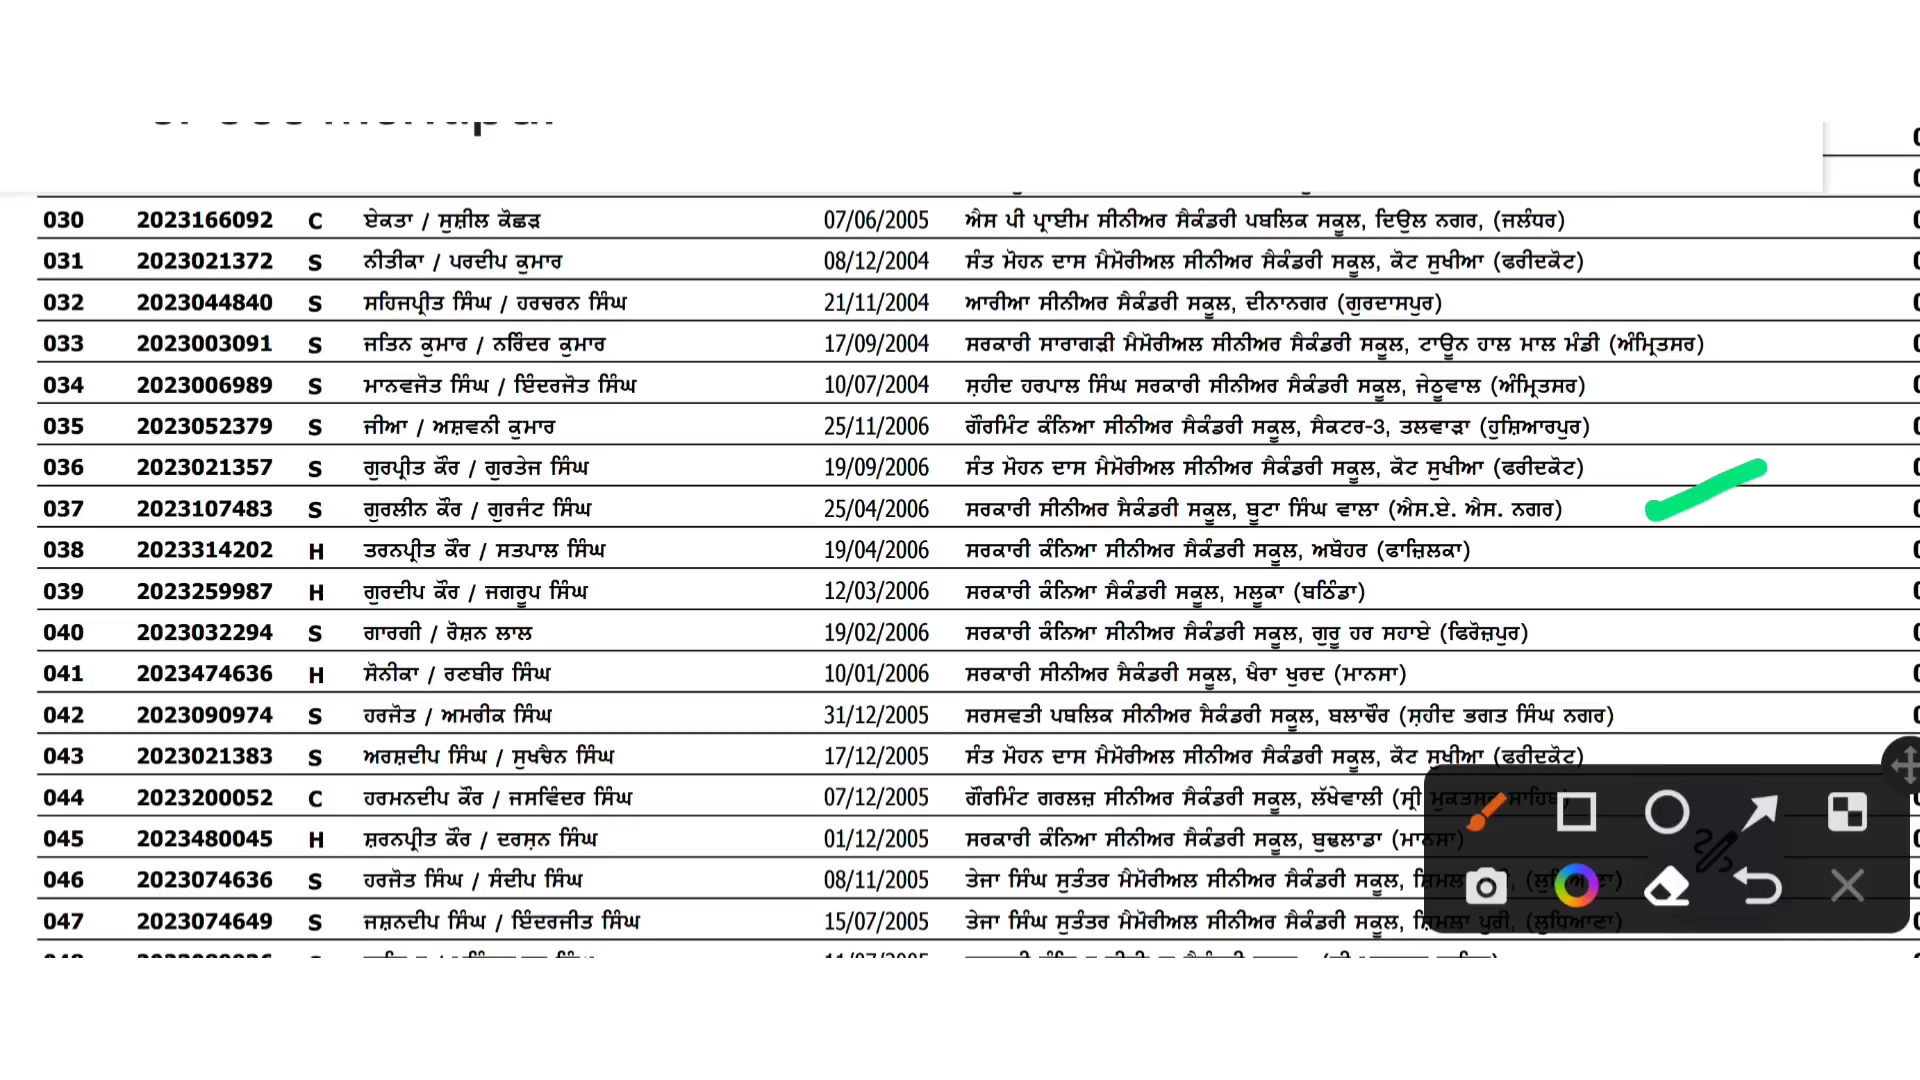 030 2023166092 C ਏਕਤਾ / ਸੁਸ਼ੀਲ ਕੋਛੜ 07/06/2005 ਐਸ ਪੀ ਪ੍ਰਾਈਮ ਸੀਨੀਅਰ ਸੈਕੰਡਰੀ ਪਬਲਿਕ ਸਕੂਲ, ਦਿਉਲ ਨਗਰ, (ਜਲੰਧਰ)
031 2023021372 S ਨੀਤੀਕਾ / ਪਰਦੀਪ ਕੁਮਾਰ 08/12/2004 ਸੰਤ ਮੋਹਨ ਦਾਸ ਮੈਮੋਰੀਅਲ ਸੀਨੀਅਰ ਸੈਕੰਡਰੀ ਸਕੂਲ, ਕੋਟ ਸੁਖੀਆ (ਫਰੀਦਕੋਟ)
032 2023044840 S ਸਹਿਜਪ੍ਰੀਤ ਸਿੰਘ / ਹਰਚਰਨ ਸਿੰਘ 21/11/2004 ਆਰੀਆ ਸੀਨੀਅਰ ਸੈਕੰਡਰੀ ਸਕੂਲ, ਦੀਨਾਨਗਰ (ਗੁਰਦਾਸਪੁਰ)
033 2023003091 S ਜਤਿਨ ਕੁਮਾਰ / ਨਰਿੰਦਰ ਕੁਮਾਰ 17/09/2004 ਸਰਕਾਰੀ ਸਾਰਾਗੜੀ ਮੈਮੋਰੀਅਲ ਸੀਨੀਅਰ ਸੈਕੰਡਰੀ ਸਕੂਲ, ਟਾਊਨ ਹਾਲ ਮਾਲ ਮੰਡੀ (ਅੰਮ੍ਰਿਤਸਰ)
034 2023006989 S ਮਾਨਵਜੋਤ ਸਿੰਘ / ਇੰਦਰਜੋਤ ਸਿੰਘ 10/07/2004 ਸ਼ਹੀਦ ਹਰਪਾਲ ਸਿੰਘ ਸਰਕਾਰੀ ਸੀਨੀਅਰ ਸੈਕੰਡਰੀ ਸਕੂਲ, ਜੇਠੂਵਾਲ (ਅੰਮ੍ਰਿਤਸਰ)
035 2023052379 S ਜੀਆ / ਅਸ਼ਵਨੀ ਕੁਮਾਰ 25/11/2006 ਗੌਰਮਿੰਟ ਕੰਨਿਆ ਸੀਨੀਅਰ ਸੈਕੰਡਰੀ ਸਕੂਲ, ਸੈਕਟਰ-3, ਤਲਵਾੜਾ (ਹੁਸ਼ਿਆਰਪੁਰ)
036 2023021357 S ਗੁਰਪ੍ਰੀਤ ਕੌਰ / ਗੁਰਤੇਜ ਸਿੰਘ 19/09/2006 ਸੰਤ ਮੋਹਨ ਦਾਸ ਮੈਮੋਰੀਅਲ ਸੀਨੀਅਰ ਸੈਕੰਡਰੀ ਸਕੂਲ, ਕੋਟ ਸੁਖੀਆ (ਫਰੀਦਕੋਟ)
037 2023107483 S ਗੁਰਲੀਨ ਕੌਰ / ਗੁਰਜੰਟ ਸਿੰਘ 25/04/2006 ਸਰਕਾਰੀ ਸੀਨੀਅਰ ਸੈਕੰਡਰੀ ਸਕੂਲ, ਬੂਟਾ ਸਿੰਘ ਵਾਲਾ (ਐਸ.ਏ. ਐਸ. ਨਗਰ)
038 2023314202 H ਤਰਨਪ੍ਰੀਤ ਕੌਰ / ਸਤਪਾਲ ਸਿੰਘ 19/04/2006 ਸਰਕਾਰੀ ਕੰਨਿਆ ਸੀਨੀਅਰ ਸੈਕੰਡਰੀ ਸਕੂਲ, ਅਬੋਹਰ (ਫਾਜ਼ਿਲਕਾ)
039 2023259987 H ਗੁਰਦੀਪ ਕੌਰ / ਜਗਰੂਪ ਸਿੰਘ 12/03/2006 ਸਰਕਾਰੀ ਕੰਨਿਆ ਸੈਕੰਡਰੀ ਸਕੂਲ, ਮਲੂਕਾ (ਬਠਿੰਡਾ)
040 2023032294 S ਗਾਰਗੀ / ਰੋਸ਼ਨ ਲਾਲ 19/02/2006 ਸਰਕਾਰੀ ਕੰਨਿਆ ਸੀਨੀਅਰ ਸੈਕੰਡਰੀ ਸਕੂਲ, ਗੁਰੂ ਹਰ ਸਹਾਏ (ਫਿਰੋਜ਼ਪੁਰ)
041 2023474636 H ਸੋਨੀਕਾ / ਰਣਬੀਰ ਸਿੰਘ 10/01/2006 ਸਰਕਾਰੀ ਸੀਨੀਅਰ ਸੈਕੰਡਰੀ ਸਕੂਲ, ਖੈਰਾ ਖੁਰਦ (ਮਾਨਸਾ)
042 2023090974 S ਹਰਜੋਤ / ਅਮਰੀਕ ਸਿੰਘ 31/12/2005 ਸਰਸਵਤੀ ਪਬਲਿਕ ਸੀਨੀਅਰ ਸੈਕੰਡਰੀ ਸਕੂਲ, ਬਲਾਚੌਰ (ਸ਼ਹੀਦ ਭਗਤ ਸਿੰਘ ਨਗਰ)
043 2023021383 S ਅਰਸ਼ਦੀਪ ਸਿੰਘ / ਸੁਖਚੈਨ ਸਿੰਘ 17/12/2005 ਸੰਤ ਮੋਹਨ ਦਾਸ ਮੈਮੋਰੀਅਲ ਸੀਨੀਅਰ ਸੈਕੰਡਰੀ ਸਕੂਲ, ਕੋਟ ਸੁਖੀਆ (ਫਰੀਦਕੋਟ)
044 2023200052 C ਹਰਮਨਦੀਪ ਕੌਰ / ਜਸਵਿੰਦਰ ਸਿੰਘ 07/12/2005 ਗੌਰਮਿੰਟ ਗਰਲਜ਼ ਸੀਨੀਅਰ ਸੈਕੰਡਰੀ ਸਕੂਲ, ਲੱਖੇਵਾਲੀ (ਸ੍ਰੀ ਮੁਕਤਸਰ ਸਾਹਿਬ)
045 2023480045 H ਸ਼ਰਨਪ੍ਰੀਤ ਕੌਰ / ਦਰਸ਼ਨ ਸਿੰਘ 01/12/2005 ਸਰਕਾਰੀ ਕੰਨਿਆ ਸੀਨੀਅਰ ਸੈਕੰਡਰੀ ਸਕੂਲ, ਬੁਢਲਾਡਾ (ਮਾਨਸਾ)
046 2023074636 S ਹਰਜੋਤ ਸਿੰਘ / ਸੰਦੀਪ ਸਿੰਘ 08/11/2005 ਤੇਜਾ ਸਿੰਘ ਸੁਤੰਤਰ ਮੈਮੋਰੀਅਲ ਸੀਨੀਅਰ ਸੈਕੰਡਰੀ ਸਕੂਲ, ਸ਼ਿਮਲਾ (ਲੁਧਿਆਣਾ)
047 2023074649 S ਜਸ਼ਨਦੀਪ ਸਿੰਘ / ਇੰਦਰਜੀਤ ਸਿੰਘ 15/07/2005 ਤੇਜਾ ਸਿੰਘ ਸੁਤੰਤਰ ਮੈਮੋਰੀਅਲ ਸੀਨੀਅਰ ਸੈਕੰਡਰੀ ਸਕੂਲ, ਸ਼ਿਮਲਾ ਪੁਰੀ, (ਲੁਧਿਆਣਾ)